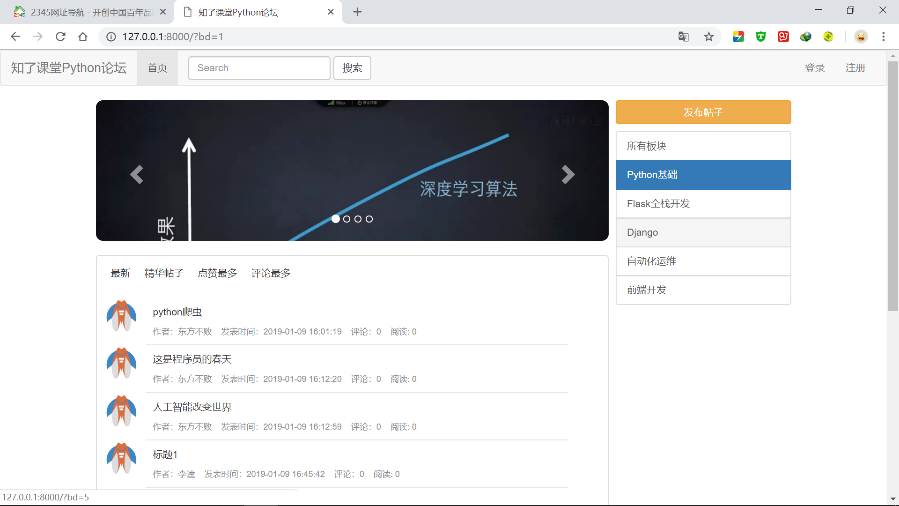 2345网址导航 - 开创中国百年品
知了课堂Python论坛
127.0.0.1:8000/?bd=1
知了课堂Python论坛 首页 Search 搜索 登录 注册
深度学习算法
发布帖子
所有板块
Python基础
Flask全栈开发
Django
自动化运维
前端开发
最新 精华帖子 点赞最多 评论最多
python爬虫
作者：东方不败 发表时间：2019-01-09 16:01:19 评论：0 阅读: 0
这是程序员的春天
作者：东方不败 发表时间：2019-01-09 16:12:20 评论：0 阅读: 0
人工智能改变世界
作者：东方不败 发表时间：2019-01-09 16:12:59 评论：0 阅读: 0
标题1
作者：李逵 发表时间：2019-01-09 16:45:42 评论：0 阅读: 0
127.0.0.1:8000/?bd=5